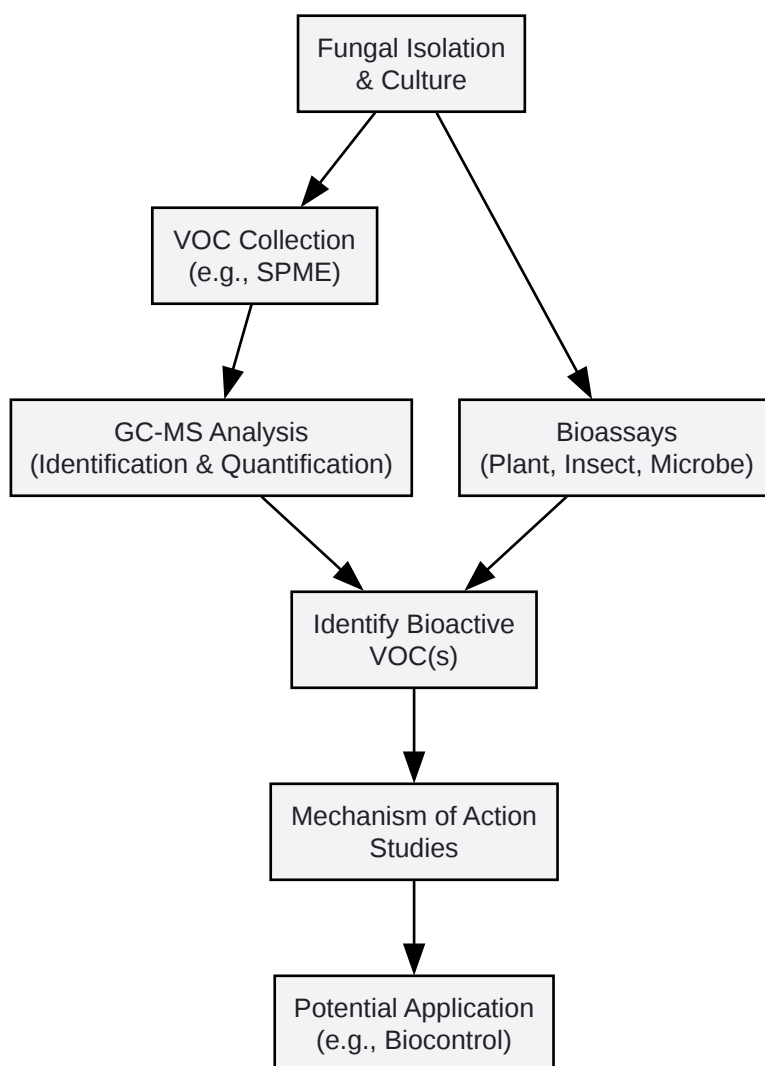 Fungal Isolation
& Culture
VOC Collection
(e.g., SPME)
GC-MS Analysis
(Identification & Quantification)
Bioassays
(Plant, Insect, Microbe)
Identify Bioactive
VOC(s)
Mechanism of Action
Studies
Potential Application
(e.g., Biocontrol)